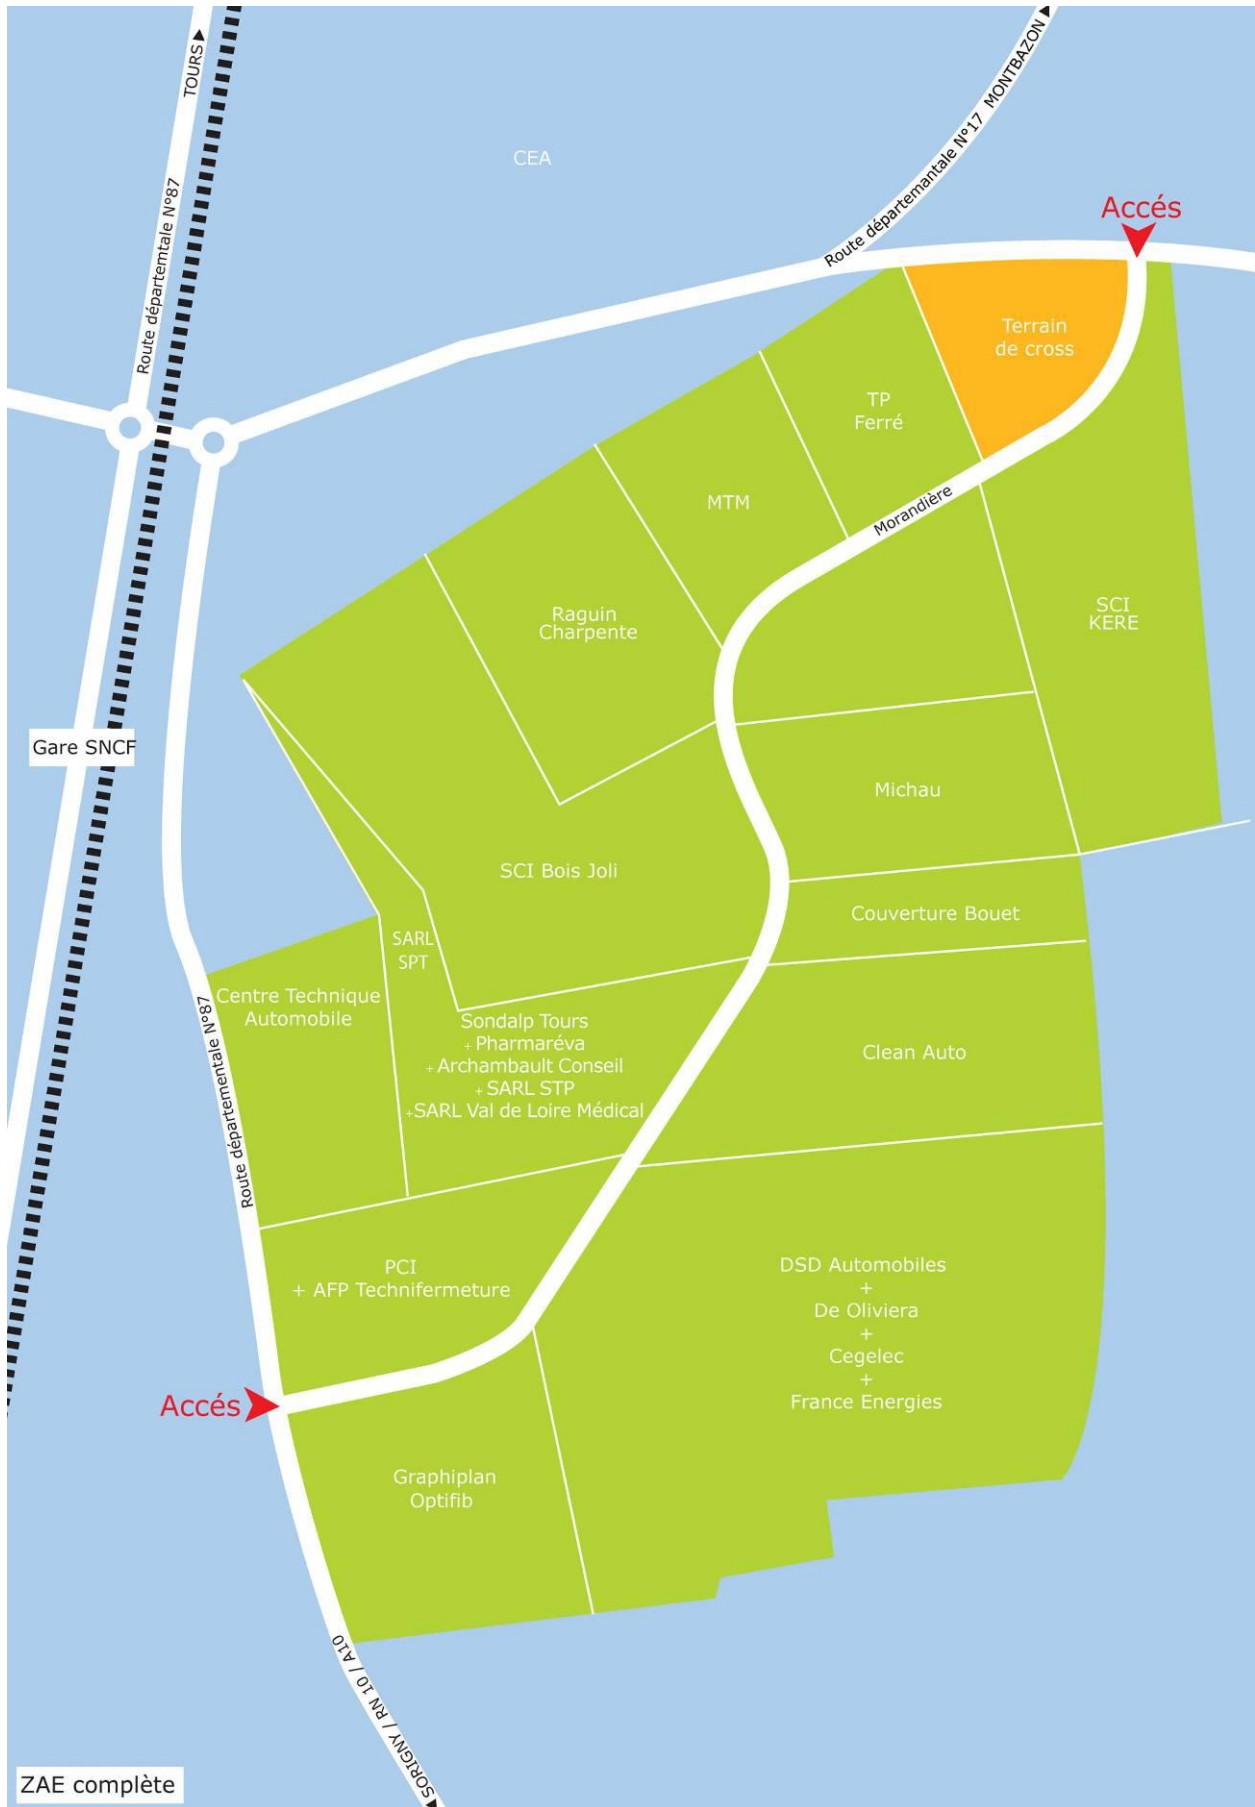 TOURS
Route départemtale N°87
CEA
Route départemantale N°17 MONTBAZON
Accés
Terrain
de cross
TP
Ferré
MTM
Morandière
Raguin
Charpente
SCI
KERE
Gare SNCF
Michau
SCI Bois Joli
Couverture Bouet
SARL
SPT
Centre Technique
Automobile
Route départementale N°87
Sondalp Tours
+ Pharmaréva
+ Archambault Conseil
+ SARL STP
+SARL Val de Loire Médical
Clean Auto
PCI
+ AFP Technifermeture
DSD Automobiles
+
De Oliviera
+
Cegelec
+
France Energies
Accés
Graphiplan
Optifib
SORIGNY / RN 10 / A10
ZAE complète